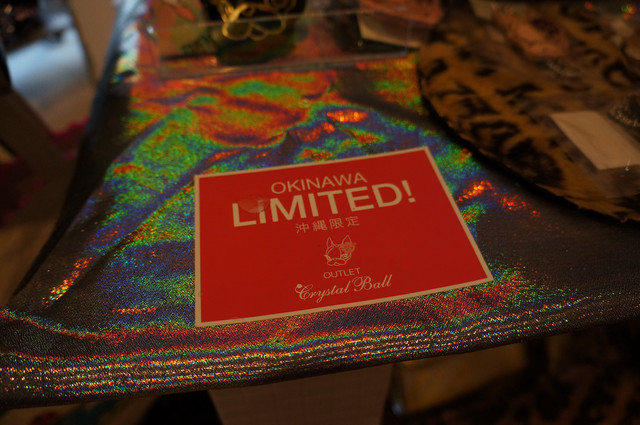 OKINAWA
LiMITED!
沖縄限定
OUTLET
Crystal Ball